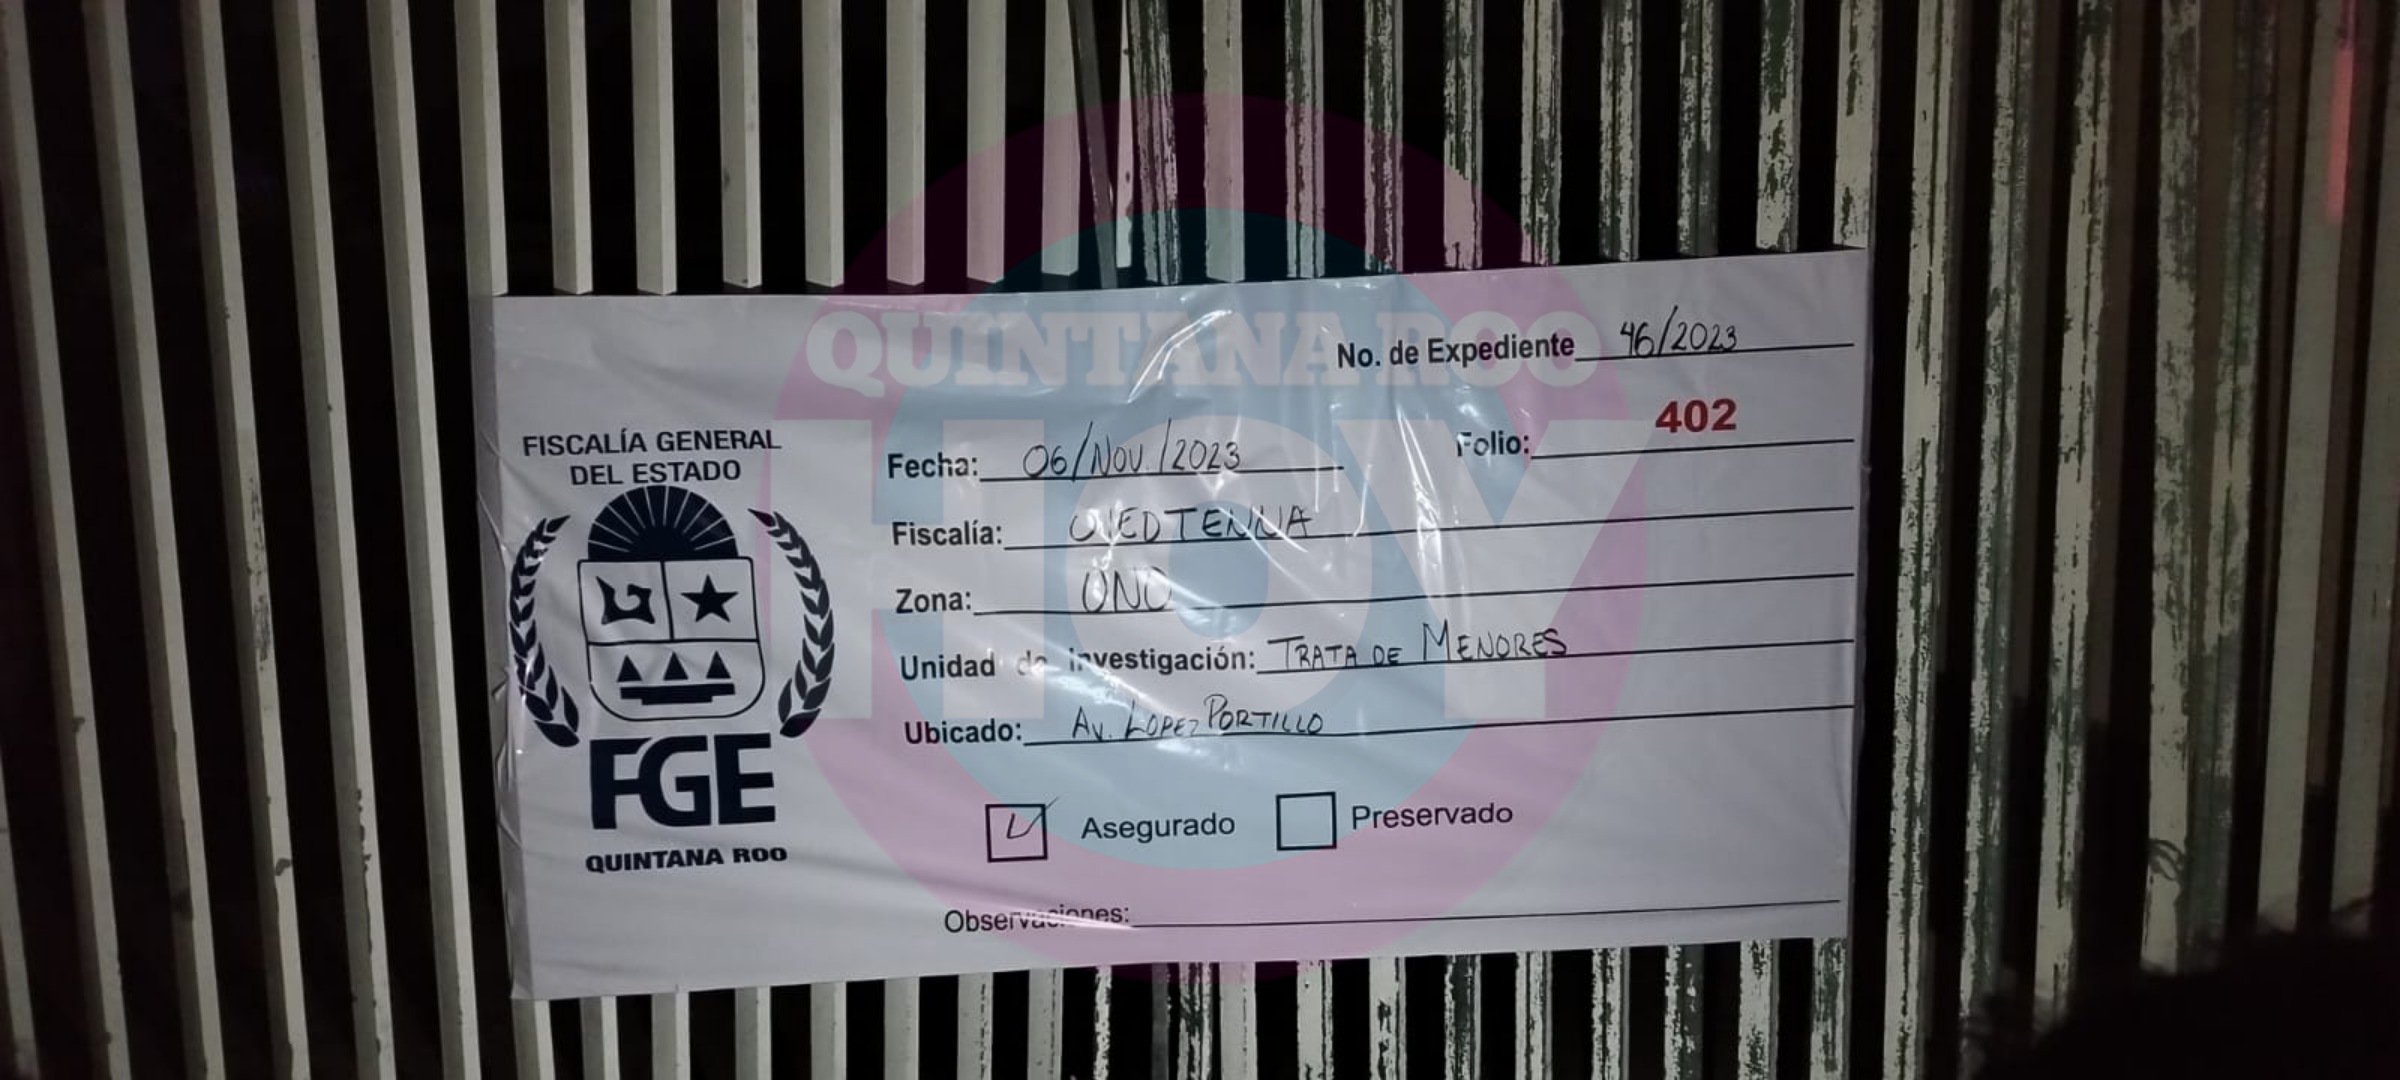 QUINTANA ROO
HOY
No. de Expediente 46/2023
Folio: 402
FISCALÍA GENERAL
DEL ESTADO
FGE
QUINTANA ROO
Fecha: 06/NOV./2023
Fiscalía:
Zona: UNO
Unidad de investigación: TRATA DE MENORES
Ubicado: AV. LOPEZ PORTILLO
Asegurado Preservado
Observaciones: